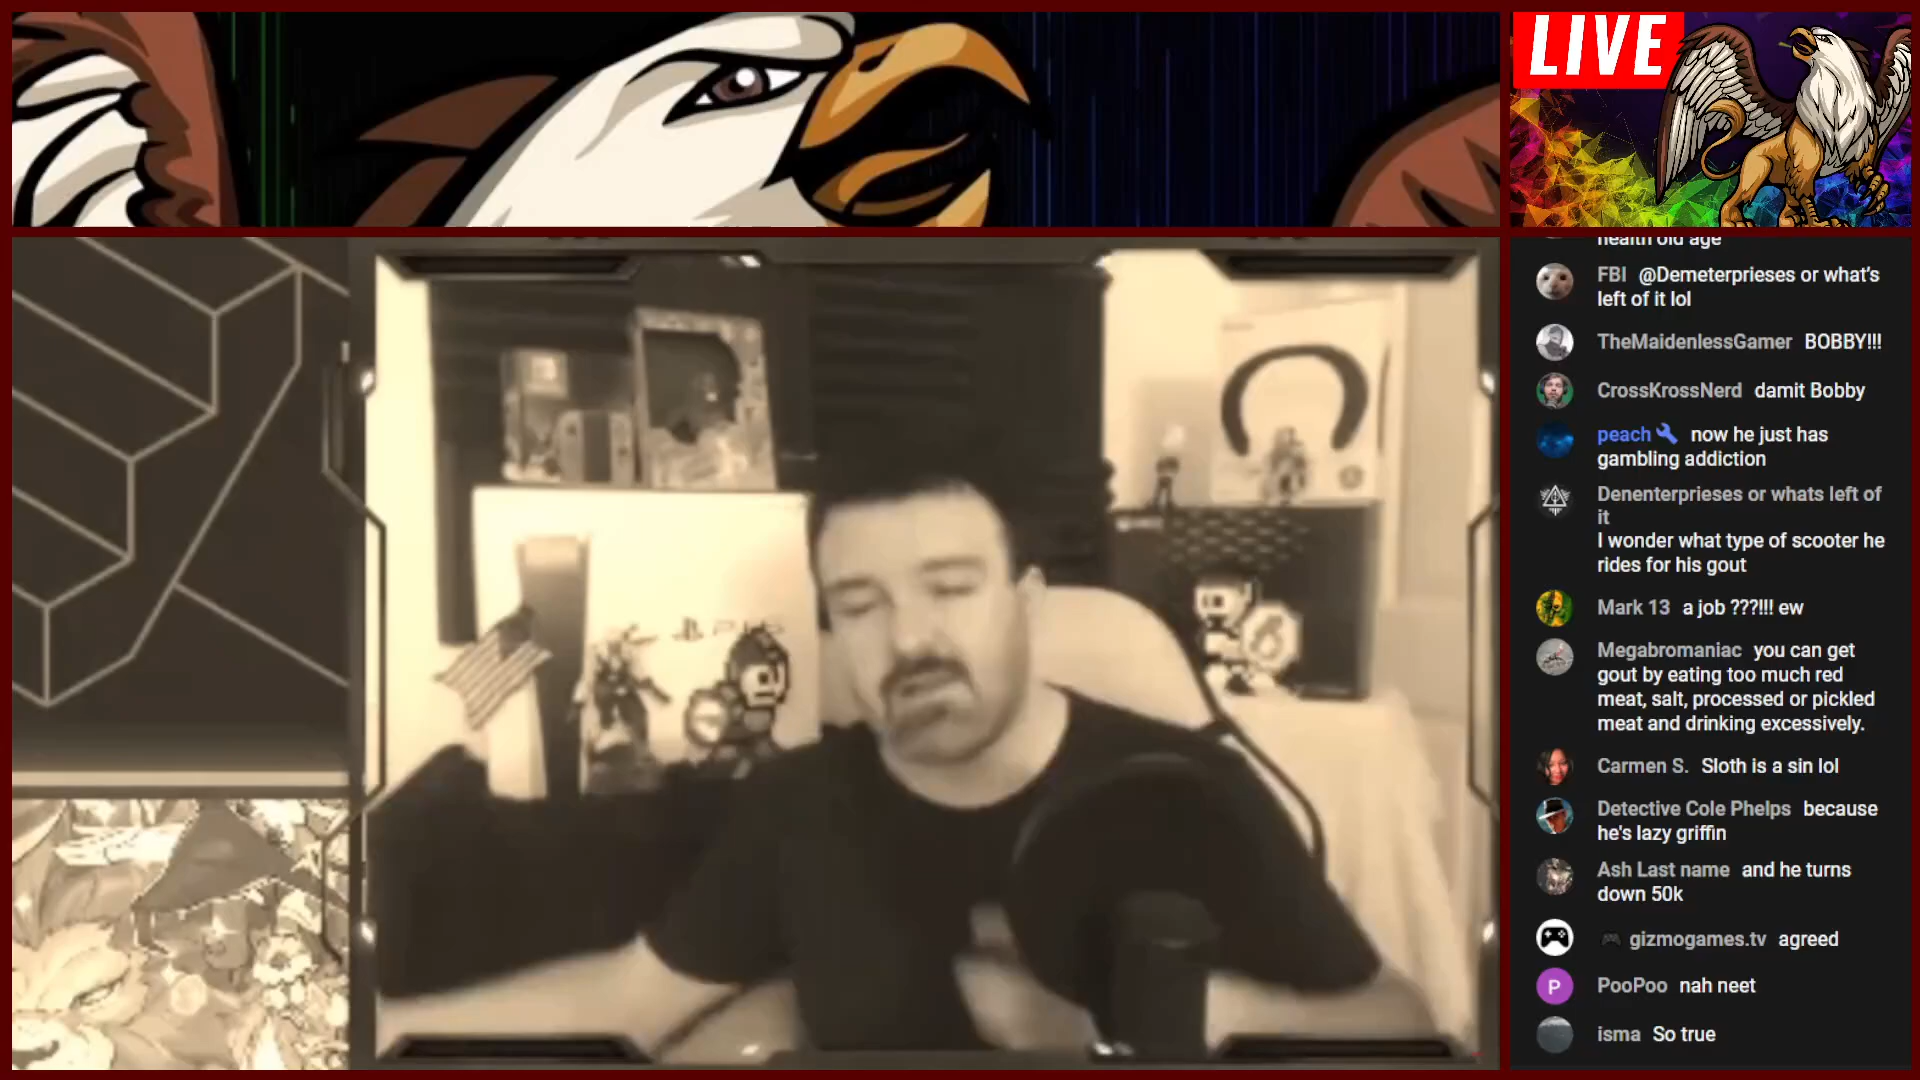 LIVE
health old age
FBI @Demeterprieses or what's
left of it lol
TheMaidenlessGamer BOBBY!!!
CrossKrossNerd damit Bobby
peach now he just has
gambling addiction
Denenterprieses or whats left of
it
I wonder what type of scooter he
rides for his gout
Mark 13 a job ???!!! ew
Megabromaniac you can get
gout by eating too much red
meat, salt, processed or pickled
meat and drinking excessively.
Carmen S. Sloth is a sin lol
Detective Cole Phelps because
he's lazy griffin
Ash Last name and he turns
down 50k
gizmogames.tv agreed
P
PooPoo nah neet
isma So true